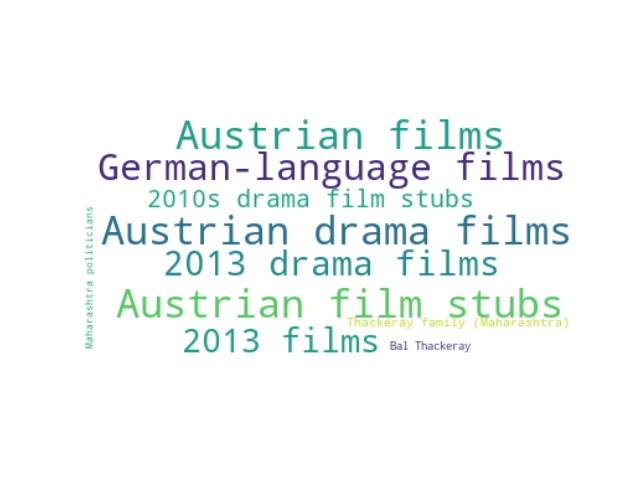 Austrian films
German-language films
2010s drama film stubs
Austrian drama films
2013 drama films
Austrian film stubs
Thackeray family (Maharashtra)
2013 films
Bal Thackeray
Maharashtra politicians